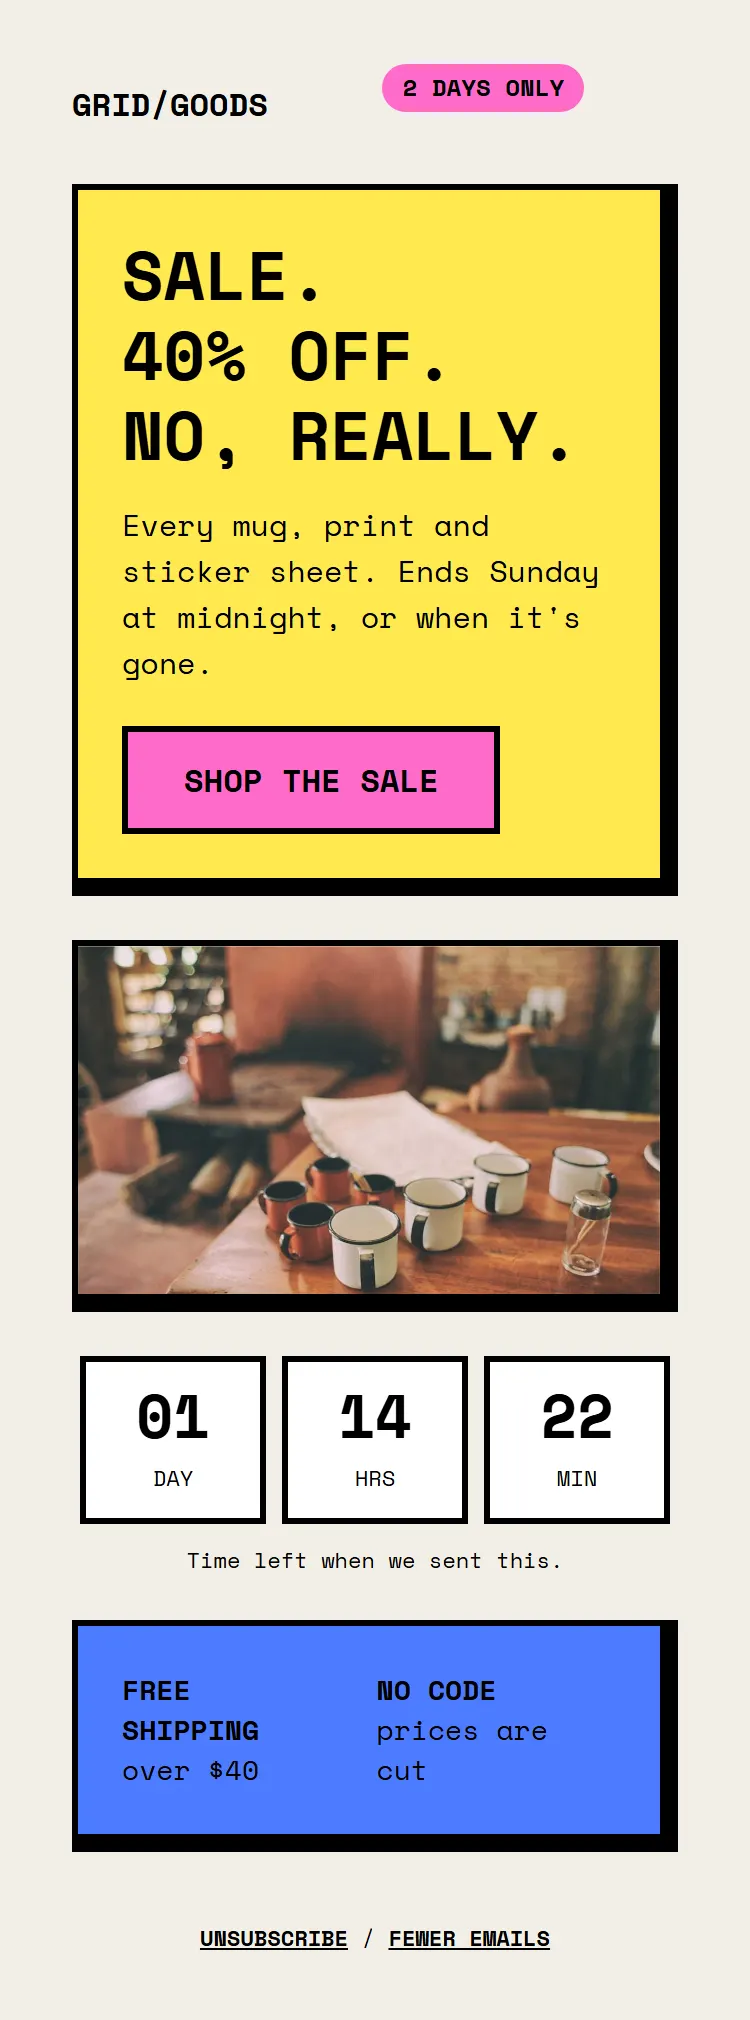 GRID/GOODS
2 DAYS ONLY
SALE.
40% OFF.
NO, REALLY.
Every mug, print and
sticker sheet. Ends Sunday
at midnight, or when it's
gone.
SHOP THE SALE
01
DAY
14
HRS
22
MIN
Time left when we sent this.
FREE
SHIPPING
over $40
NO CODE
prices are
cut
UNSUBSCRIBE / FEWER EMAILS